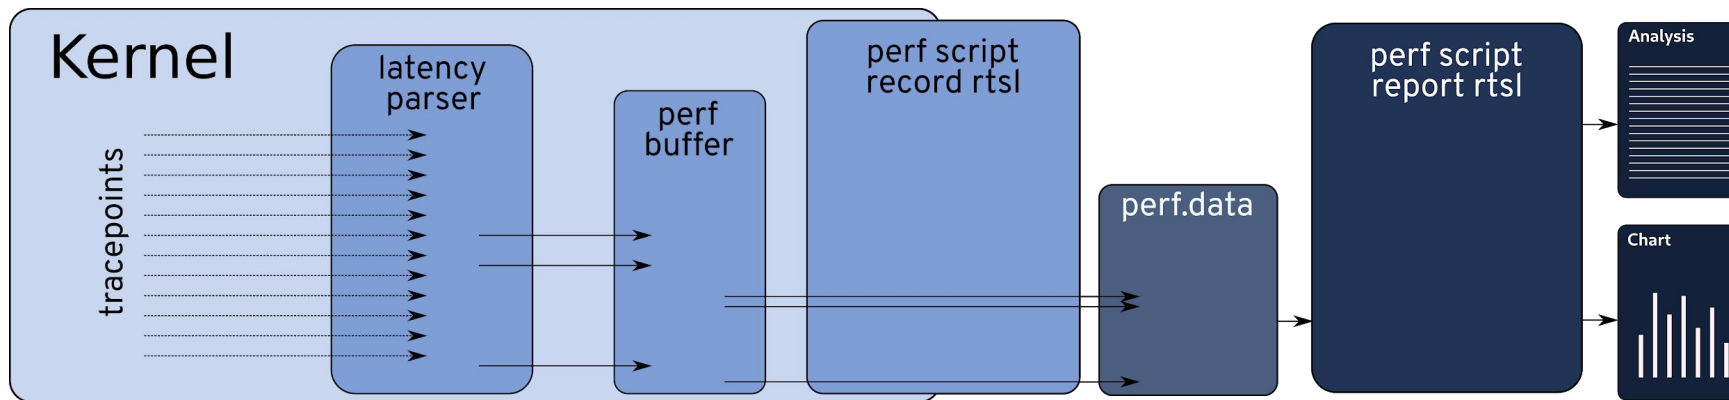 Kernel
tracepoints
latency
parser
perf
buffer
perf script
record rtsl
perf.data
perf script
report rtsl
Analysis
Chart